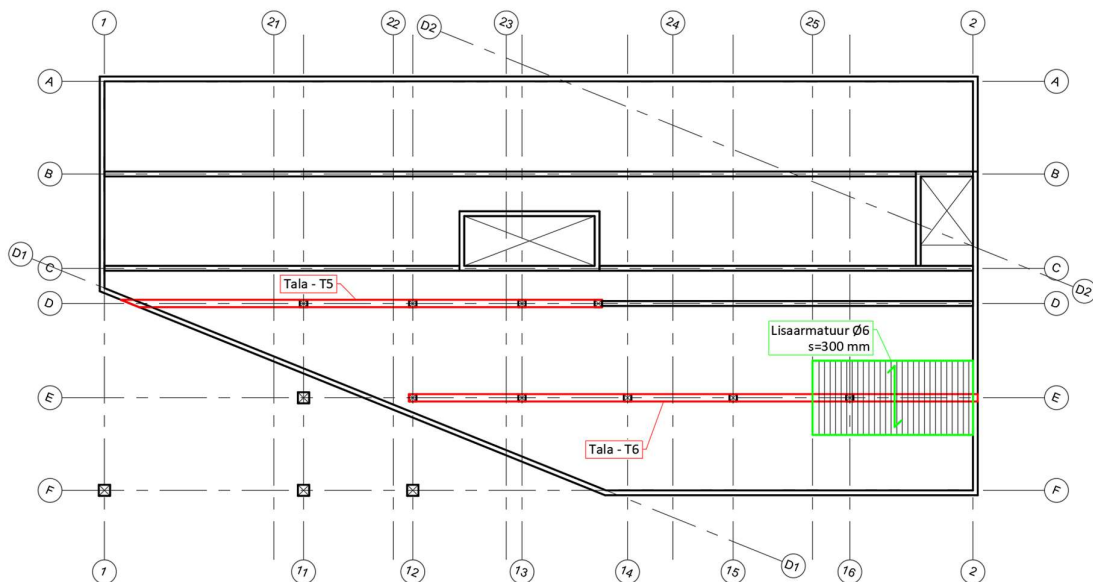 1
21
22
D2
23
24
25
2
A
A
B
B
D1
C
C
Tala - T5
D2
D
D
Lisaarmatuur Ø6
s=300 mm
E
E
Tala - T6
F
F
1
11
12
13
14
15
16
2
D1